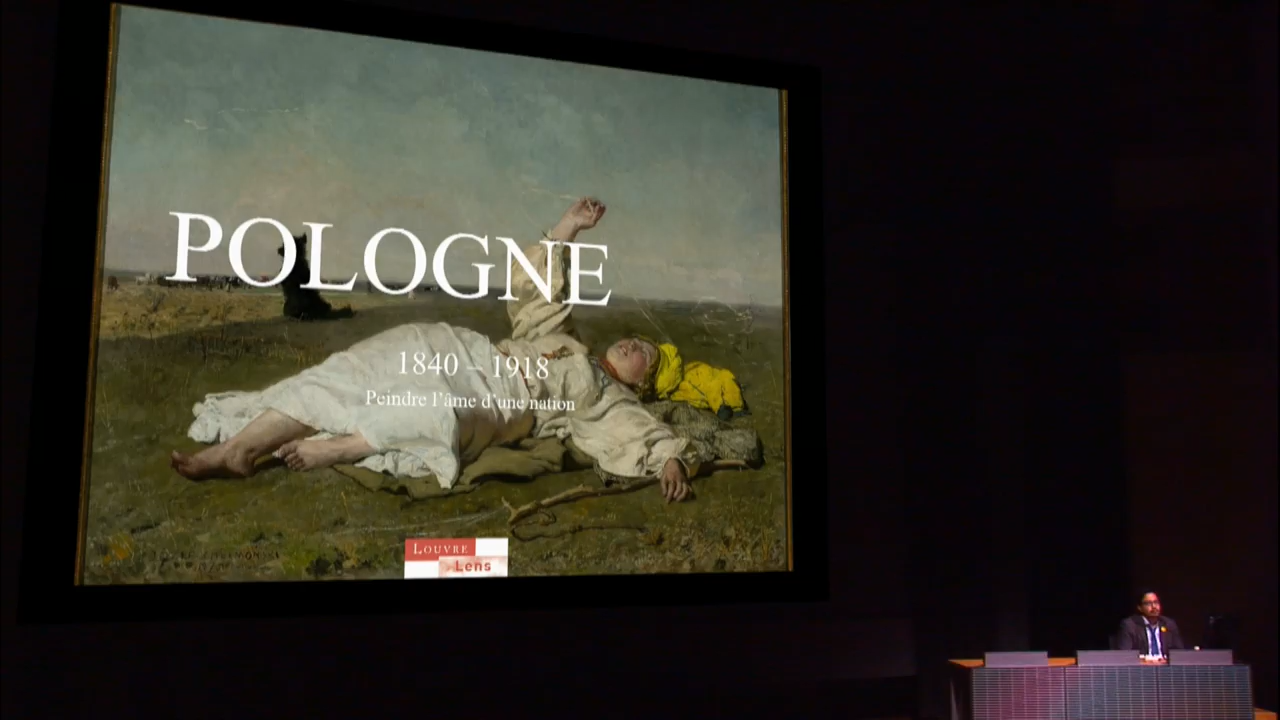 POLOGNE
1840 – 1918
Peindre l'âme d'une nation
LOUVRE
Lens